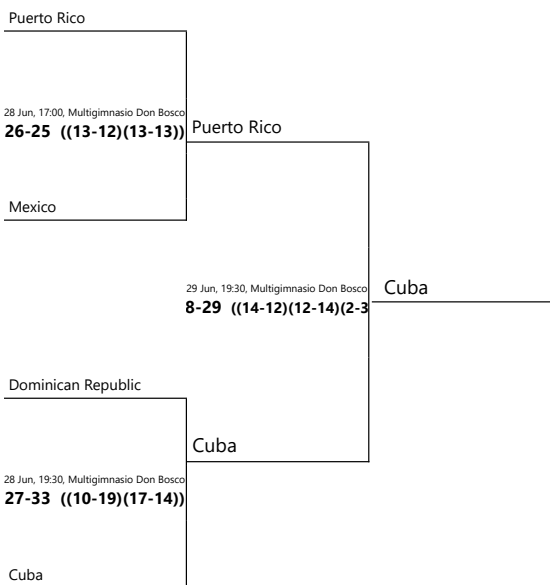 Puerto Rico
28 Jun, 17:00, Multigimnasio Don Bosco
26-25 ((13-12)(13-13))
Puerto Rico
Mexico
29 Jun, 19:30, Multigimnasio Don Bosco
8-29 ((14-12)(12-14)(2-3
Cuba
Dominican Republic
Cuba
28 Jun, 19:30, Multigimnasio Don Bosco
27-33 ((10-19)(17-14))
Cuba